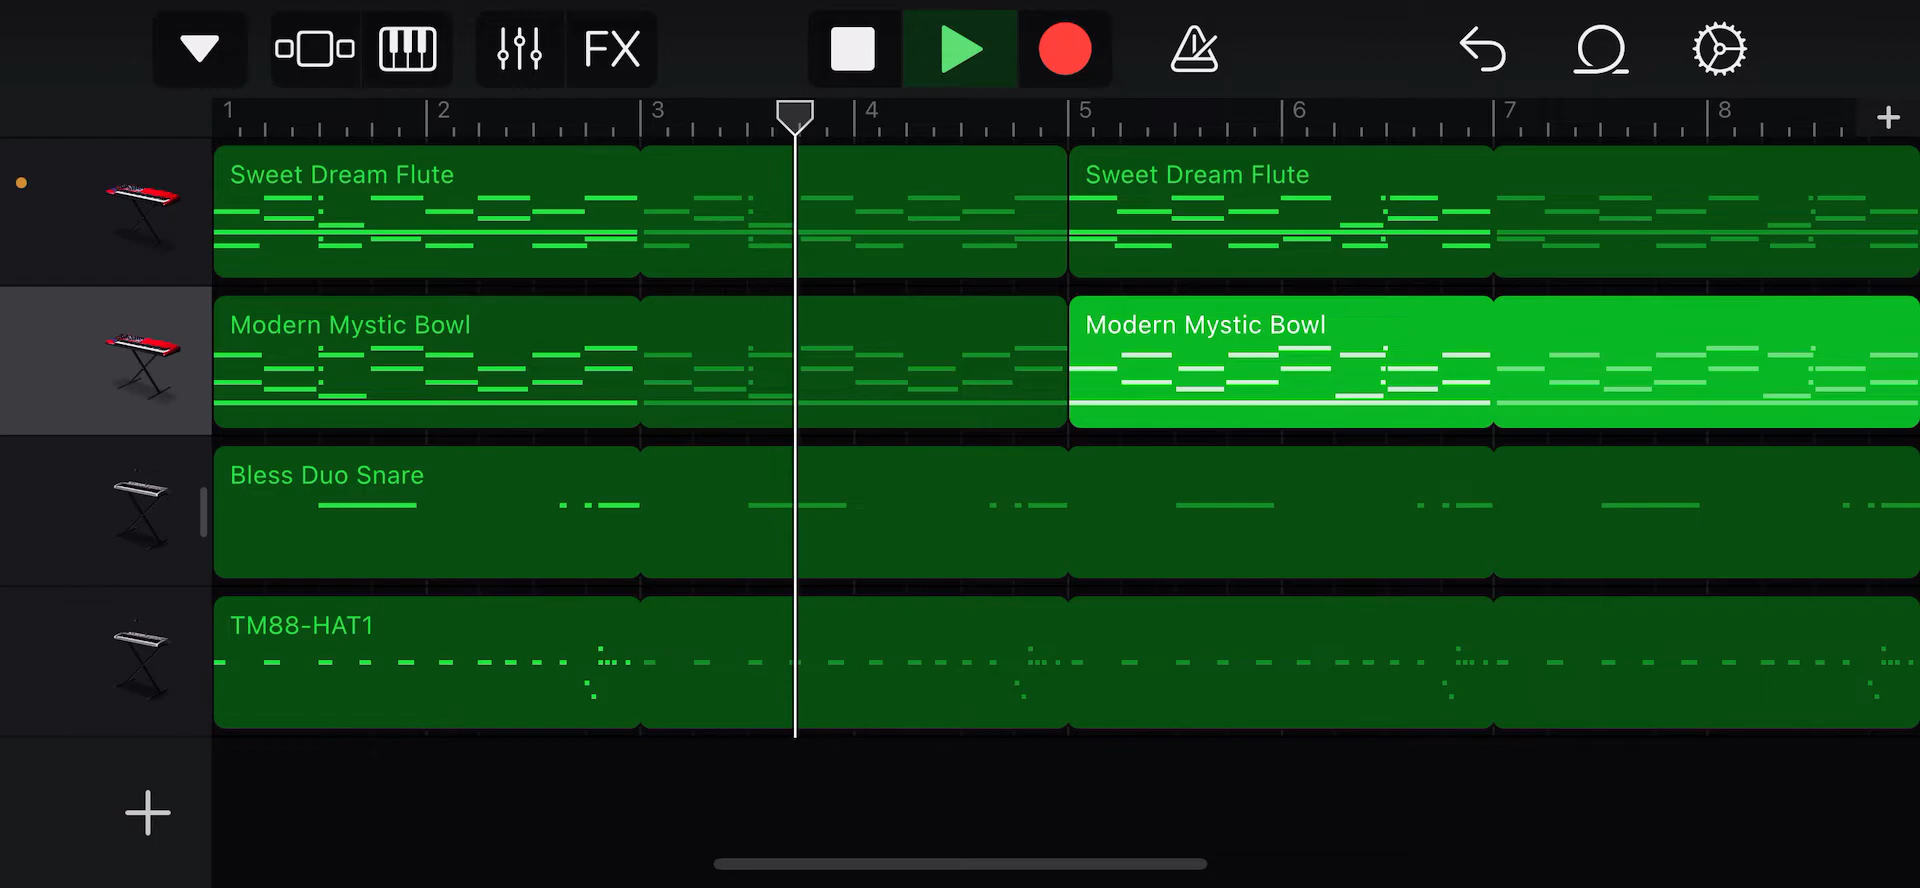 FX
1 2 3 4 5 6 7 8
Sweet Dream Flute Sweet Dream Flute
Modern Mystic Bowl Modern Mystic Bowl
Bless Duo Snare
TM88-HAT1